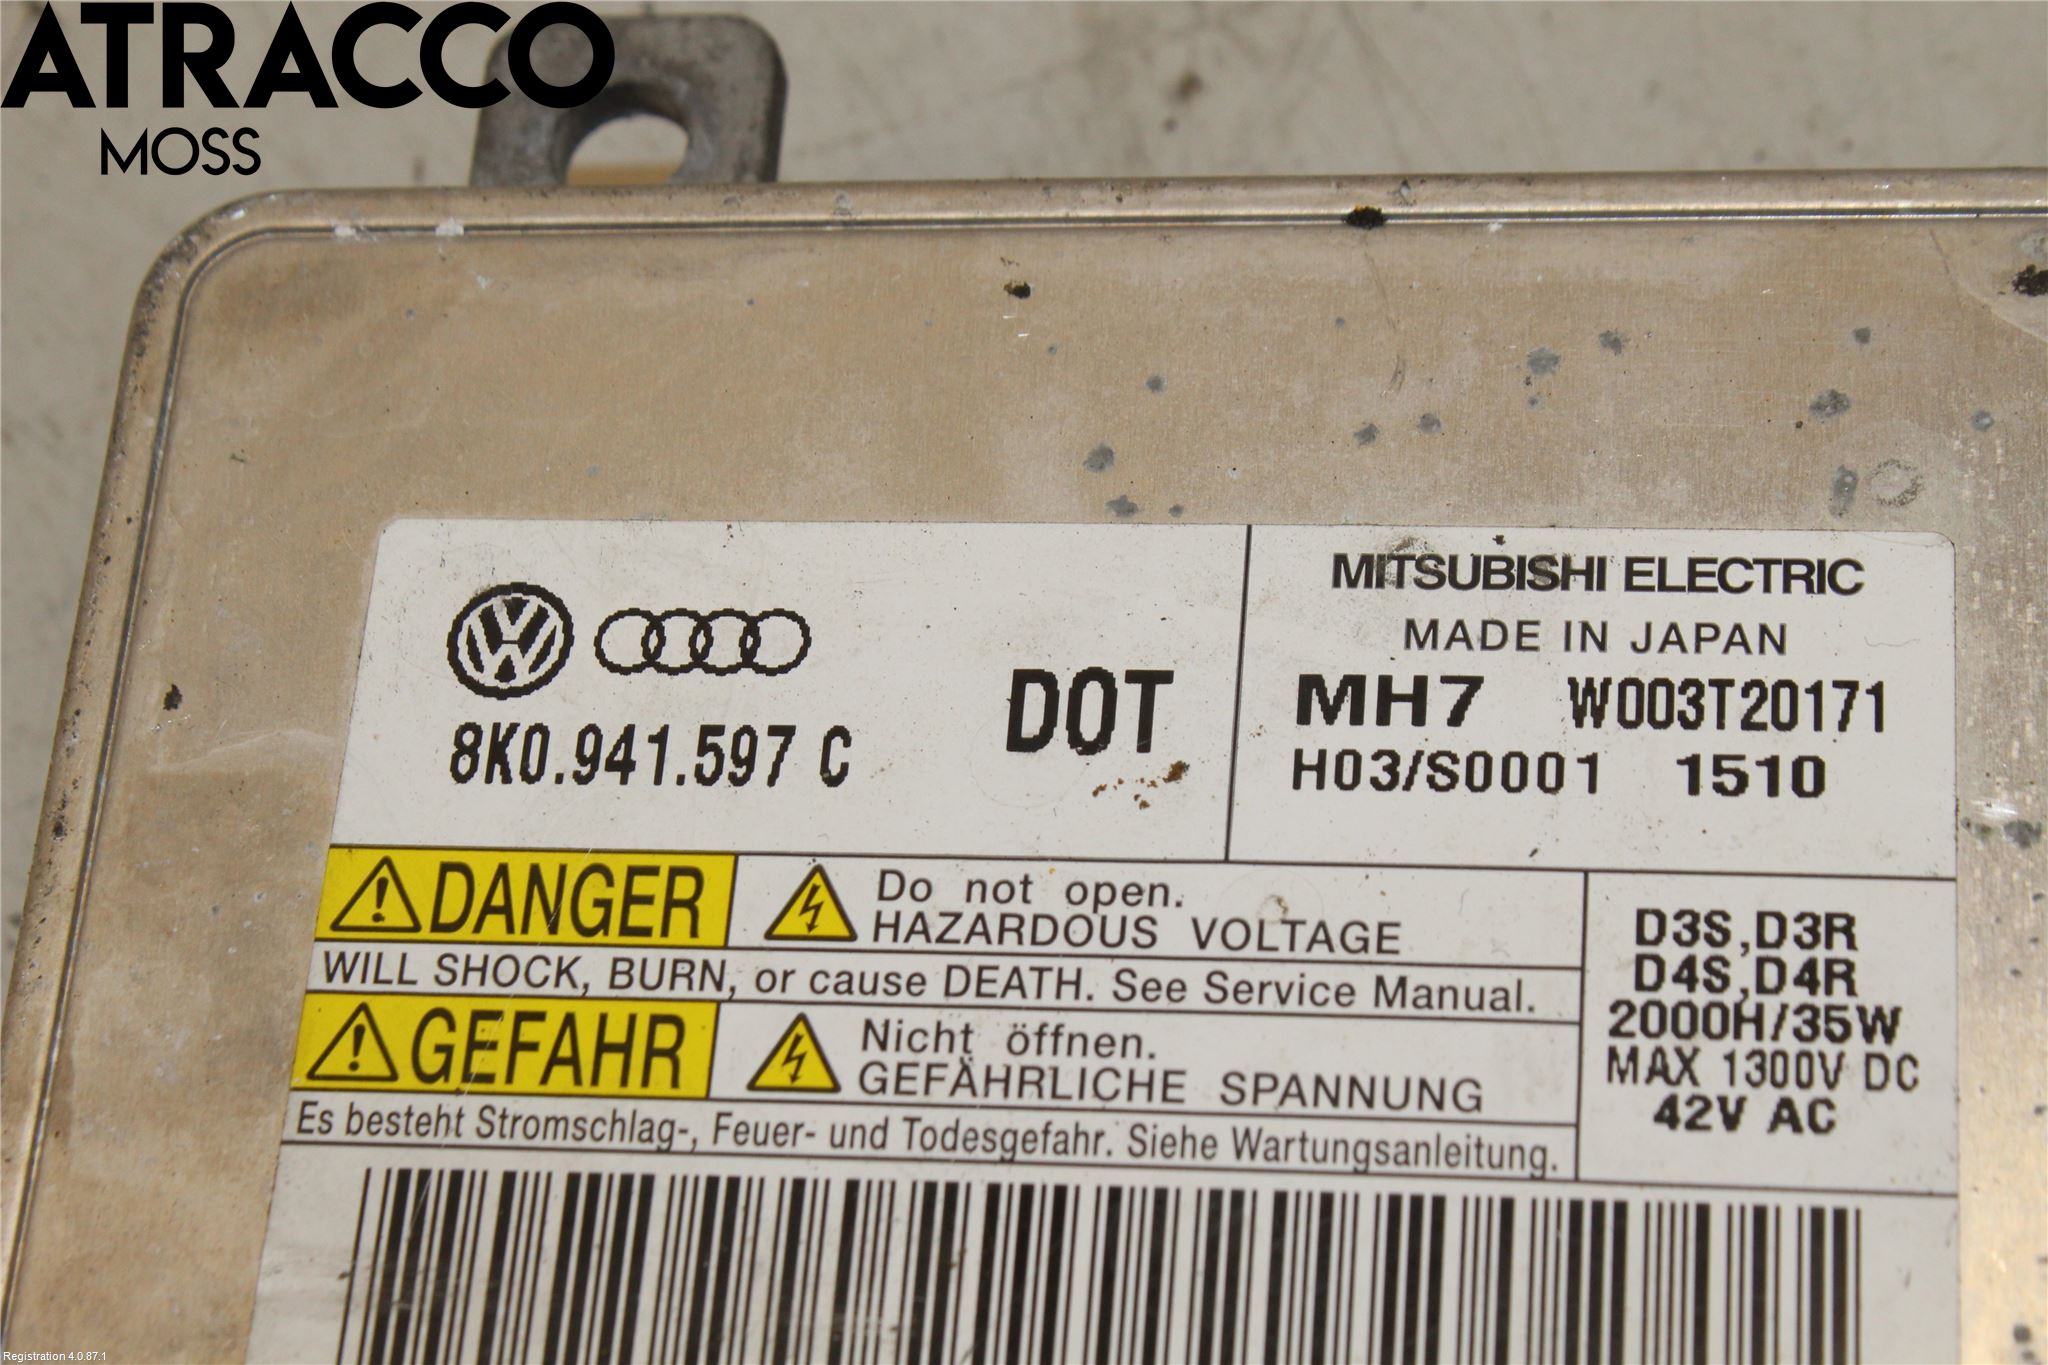 ATRACCO
MOSS
8K0.941.597 C
DOT
MITSUBISHI ELECTRIC
MADE IN JAPAN
MH7 W003T20171
H03/S0001 1510
DANGER
Do not open.
HAZARDOUS VOLTAGE
WILL SHOCK, BURN, or cause DEATH. See Service Manual.
GEFAHR
Nicht öffnen.
GEFÄHRLICHE SPANNUNG
Es besteht Stromschlag-, Feuer- und Todesgefahr. Siehe Wartungsanleitung.
D3S,D3R
D4S,D4R
2000H/35W
MAX 1300V DC
42V AC
Registration 4.0.87.1